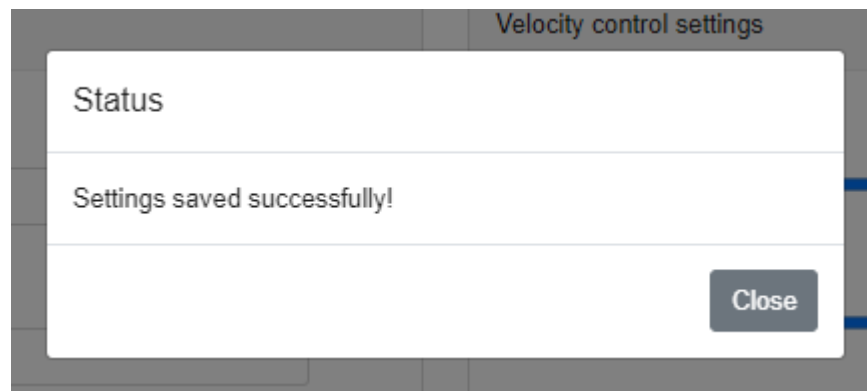 Velocity control settings
Status
Settings saved successfully!
Close